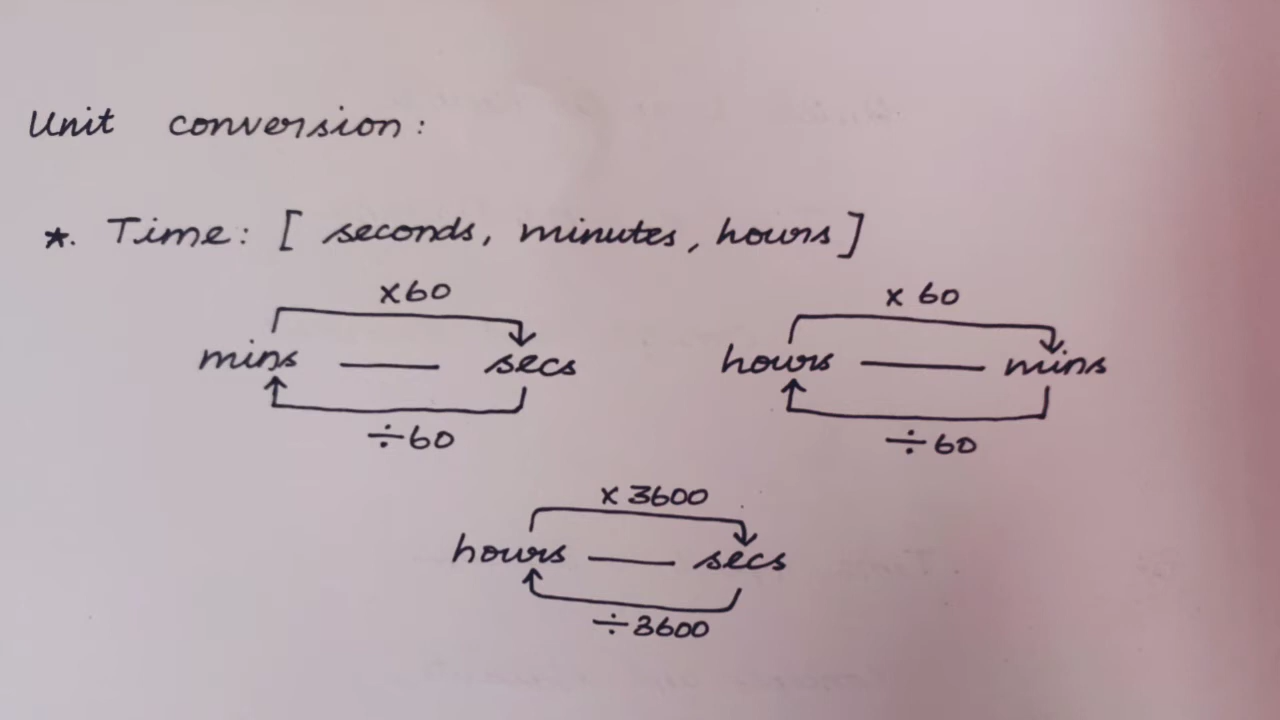 Unit conversion:
*. Time: [ seconds, minutes, hours ]
x60
x 60
mins — secs
hours — mins
÷60
÷60
x 3600
hours — secs
÷3600